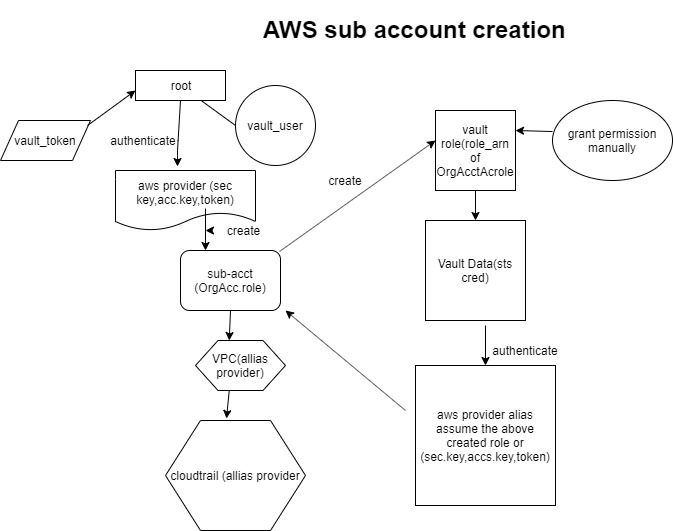 AWS sub account creation
root
vault_token
vault_user
authenticate
aws provider (sec
key,acc.key,token)
create
sub-acct
(OrgAcc.role)
VPC(allias
provider)
cloudtrail (allias provider
create
vault
role(role_arn
of
OrgAcctAcrole
grant permission
manually
Vault Data(sts
cred)
authenticate
aws provider alias
assume the above
created role or
(sec.key,accs.key,token)